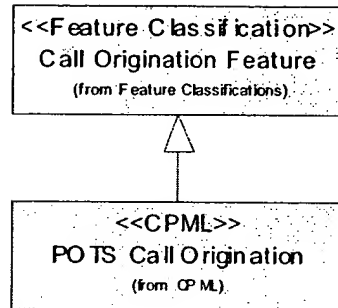 <<Feature Classification>>
Call Origination Feature
(from Feature Classifications)
<<CPML>>
POTS Call Origination
(from CPML)